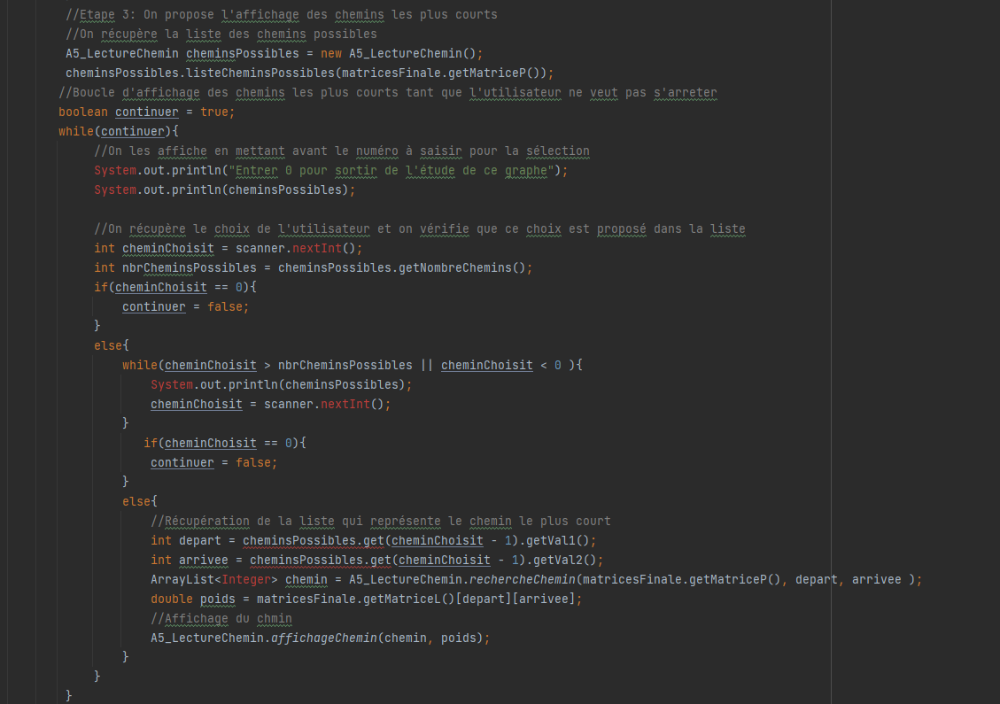 //Etape 3: On propose l'affichage des chemins les plus courts
//On récupère la liste des chemins possibles
A5_LectureChemin cheminsPossibles = new A5_LectureChemin();
cheminsPossibles.listeCheminsPossibles(matricesFinale.getMatriceP());
//Boucle d'affichage des chemins les plus courts tant que l'utilisateur ne veut pas s'arreter
boolean continuer = true;
while(continuer){
//On les affiche en mettant avant le numéro à saisir pour la sélection
System.out.println("Entrer 0 pour sortir de l'étude de ce graphe");
System.out.println(cheminsPossibles);
//On récupère le choix de l'utilisateur et on vérifie que ce choix est proposé dans la liste
int cheminChoisit = scanner.nextInt();
int nbrCheminsPossibles = cheminsPossibles.getNombreChemins();
if(cheminChoisit == 0){
continuer = false;
}
else{
while(cheminChoisit > nbrCheminsPossibles || cheminChoisit < 0 ){
System.out.println(cheminsPossibles);
cheminChoisit = scanner.nextInt();
}
if(cheminChoisit == 0){
continuer = false;
}
else{
//Récupération de la liste qui représente le chemin le plus court
int depart = cheminsPossibles.get(cheminChoisit - 1).getVal1();
int arrivee = cheminsPossibles.get(cheminChoisit - 1).getVal2();
ArrayList<Integer> chemin = A5_LectureChemin.rechercheChemin(matricesFinale.getMatriceP(), depart, arrivee );
double poids = matricesFinale.getMatriceL()[depart][arrivee];
//Affichage du chmin
A5_LectureChemin.affichageChemin(chemin, poids);
}
}
}